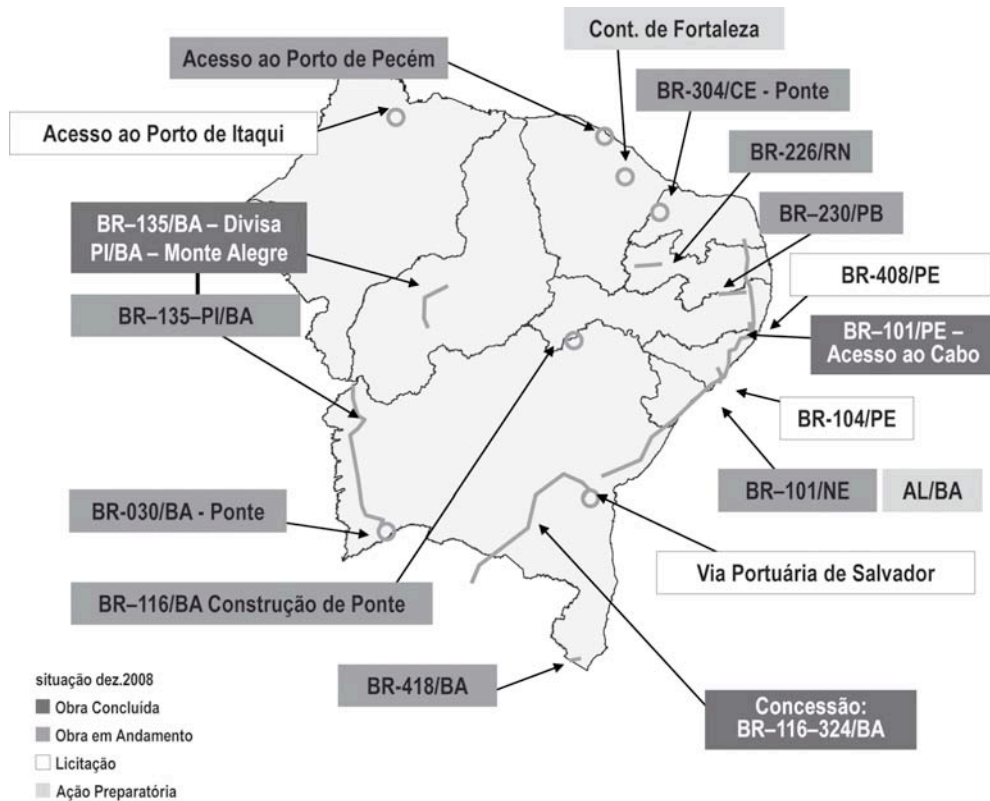 Cont. de Fortaleza
Acesso ao Porto de Pecém
BR-304/CE - Ponte
Acesso ao Porto de Itaqui
BR-226/RN
BR–135/BA – Divisa
PI/BA – Monte Alegre
BR–230/PB
BR-408/PE
BR–135–PI/BA
BR–101/PE –
Acesso ao Cabo
BR-104/PE
BR–101/NE
AL/BA
BR-030/BA - Ponte
Via Portuária de Salvador
BR–116/BA Construção de Ponte
BR-418/BA
Concessão:
BR–116–324/BA
situação dez.2008
Obra Concluída
Obra em Andamento
Licitação
Ação Preparatória